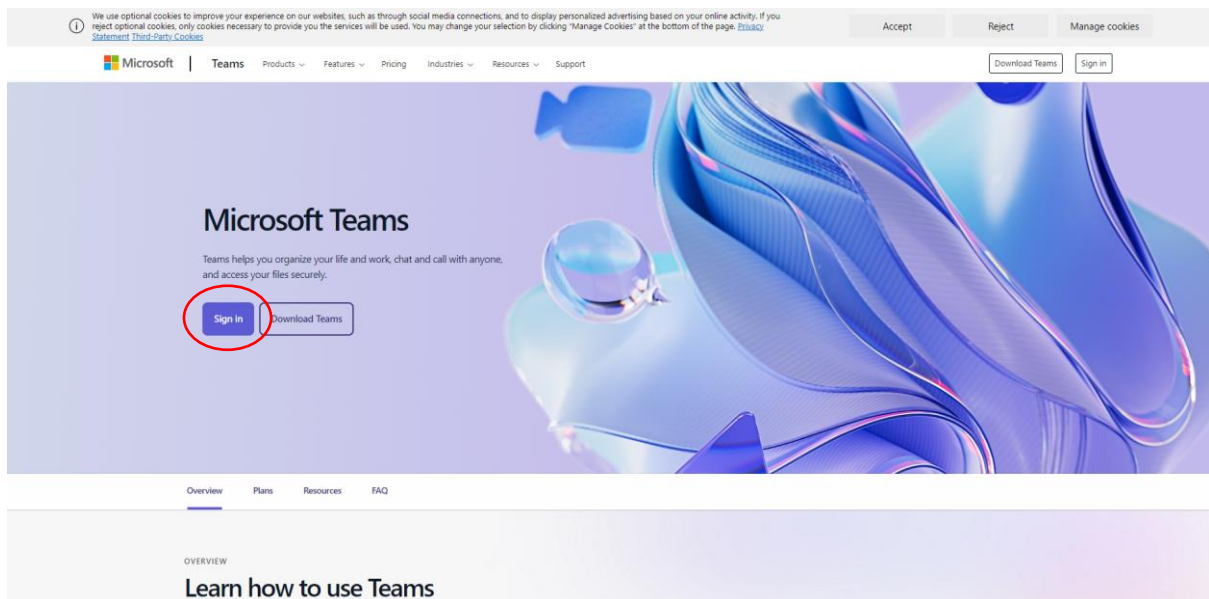 We use optional cookies to improve your experience on our websites, such as through social media connections, and to display personalized advertising based on your online activity. If you
reject optional cookies, only cookies necessary to provide you the services will be used. You may change your selection by clicking "Manage Cookies" at the bottom of the page. Privacy
Statement Third-Party Cookies
Accept
Reject
Manage cookies
Microsoft
Teams
Products
Features
Pricing
Industries
Resources
Support
Download Teams
Sign in
Microsoft Teams
Teams helps you organize your life and work, chat and call with anyone,
and access your files securely.
Sign in
Download Teams
Overview
Plans
Resources
FAQ
OVERVIEW
Learn how to use Teams